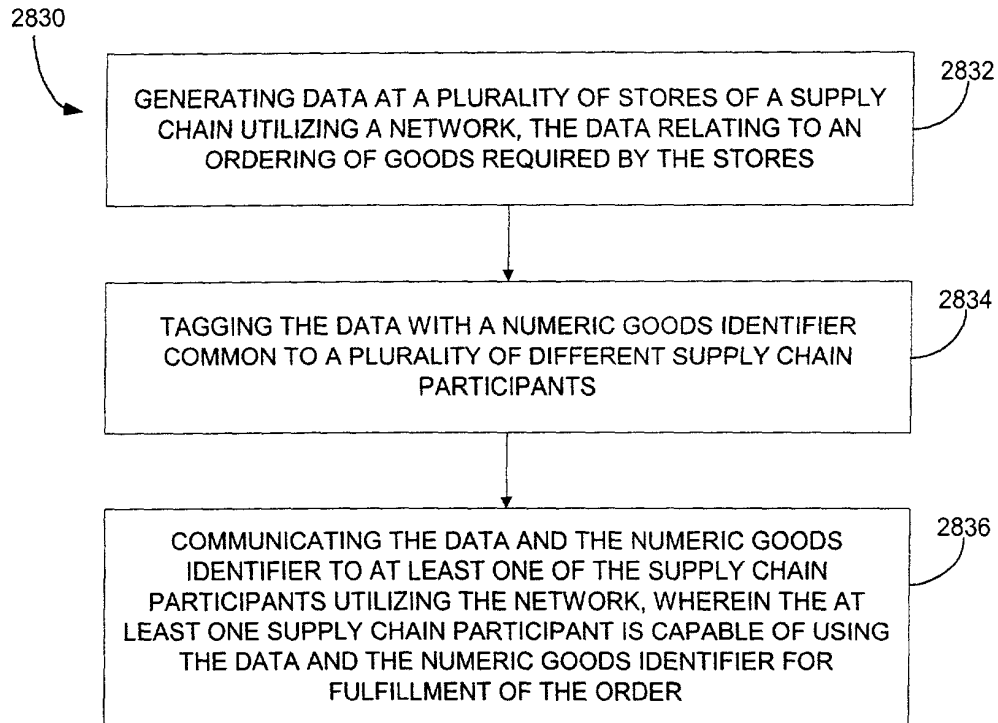 2830
2832
GENERATING DATA AT A PLURALITY OF STORES OF A SUPPLY
CHAIN UTILIZING A NETWORK, THE DATA RELATING TO AN
ORDERING OF GOODS REQUIRED BY THE STORES
2834
TAGGING THE DATA WITH A NUMERIC GOODS IDENTIFIER
COMMON TO A PLURALITY OF DIFFERENT SUPPLY CHAIN
PARTICIPANTS
2836
COMMUNICATING THE DATA AND THE NUMERIC GOODS
IDENTIFIER TO AT LEAST ONE OF THE SUPPLY CHAIN
PARTICIPANTS UTILIZING THE NETWORK, WHEREIN THE AT
LEAST ONE SUPPLY CHAIN PARTICIPANT IS CAPABLE OF USING
THE DATA AND THE NUMERIC GOODS IDENTIFIER FOR
FULFILLMENT OF THE ORDER